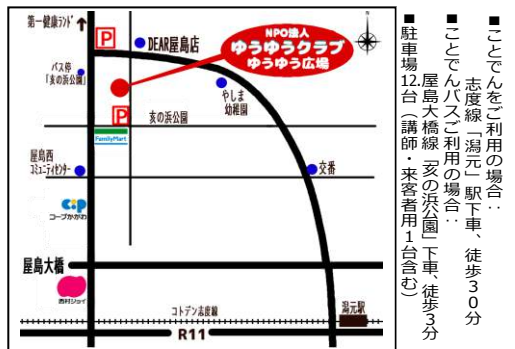 第一健康ランド
P
DEAR屋島店
NPO法人
ゆうゆうクラブ
ゆうゆう広場
バス停
「亥の浜公園」
やしま
幼稚園
P
亥の浜公園
FamilyMart
屋島西
コミュニティセンター
交番
コープかがわ
屋島大橋
西村ジョイ
コトデン志度線
潟元駅
R11
■ことでんをご利用の場合:
志度線「潟元」駅下車、徒歩30分
■ことでんバスご利用の場合:
屋島大橋線「亥の浜公園」下車、徒歩3分
■駐車場12台(講師・来客者用1台含む)